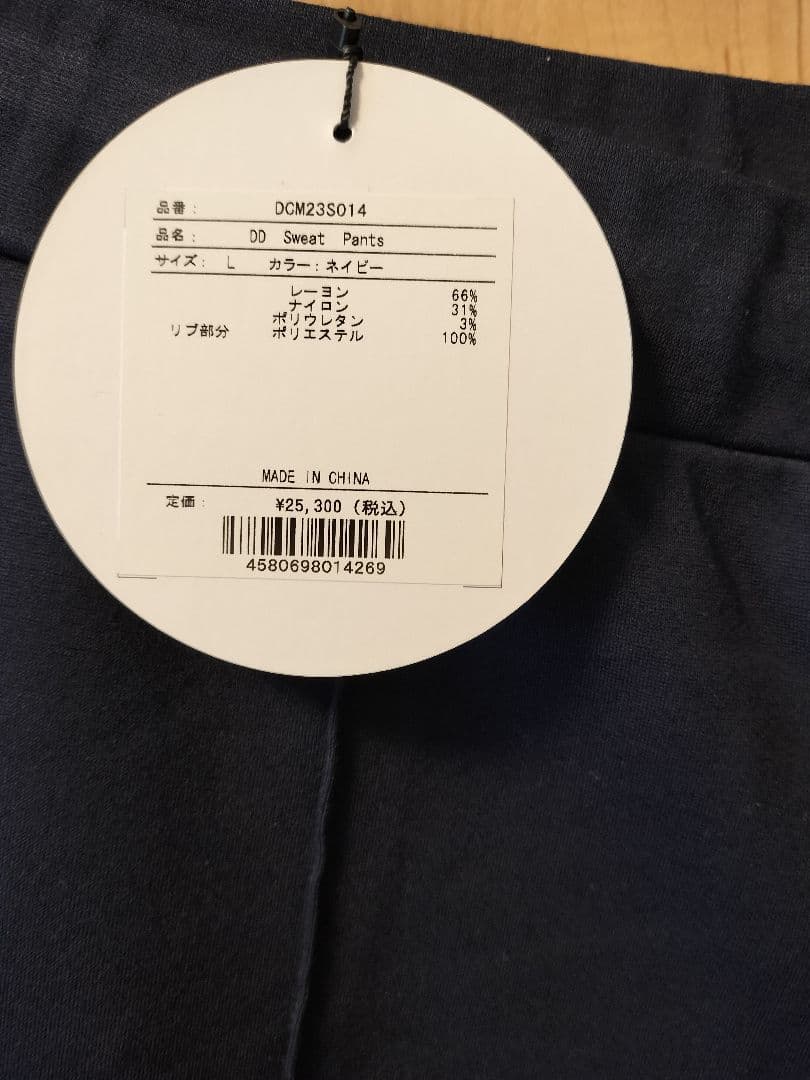 品番: DCM23S014
品名: DD Sweat Pants
サイズ: L カラー:ネイビー
レーヨン 66%
ナイロン 31%
ポリウレタン 3%
リブ部分 ポリエステル 100%
MADE IN CHINA
定価: ¥25,300 (税込)
4580698014269